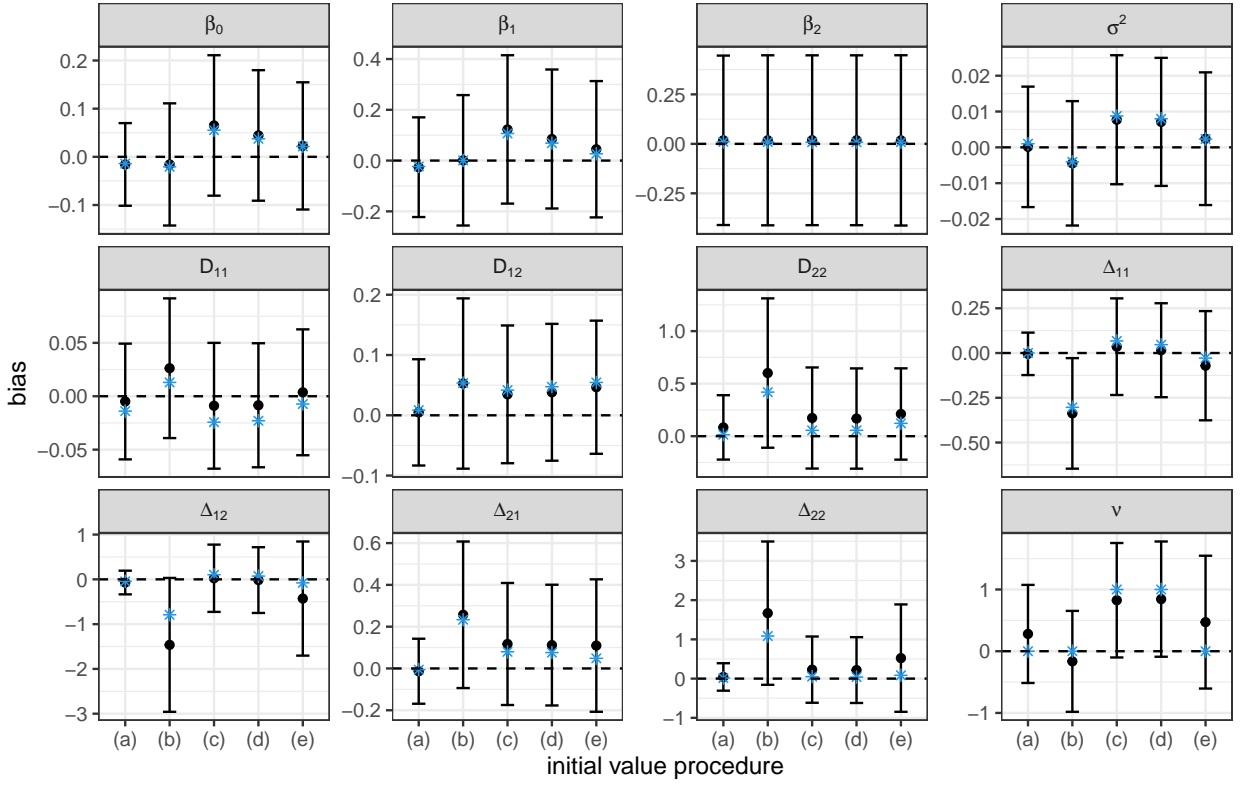 β₀ β₁ β₂ σ²
0.2 0.4 0.25 0.02
0.1 0.2 0.00 0.01
0.0 0.0 −0.25 0.00
−0.1 −0.2 −0.01
−0.02
D₁₁ D₁₂ D₂₂ Δ₁₁
0.05 0.2 1.0 0.25
0.00 0.1 0.5 0.00
−0.05 0.0 0.0 −0.25
−0.1 −0.50
bias
Δ₁₂ Δ₂₁ Δ₂₂ ν
1 0.6 3 1
0 0.4 2 0
−1 0.2 1 −1
−2 0.0 0
−3 −0.2 −1
(a) (b) (c) (d) (e) (a) (b) (c) (d) (e) (a) (b) (c) (d) (e) (a) (b) (c) (d) (e)
initial value procedure